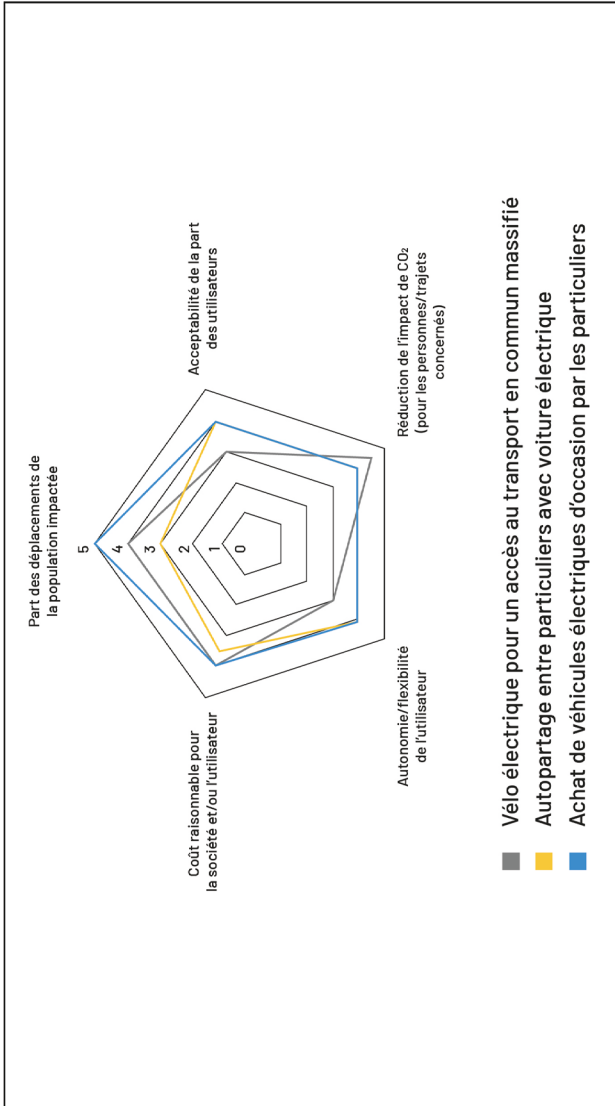 Part des déplacements de
la population impactée
5
4
3
2
1
0
Acceptabilité de la part
des utilisateurs
Réduction de l'impact de CO₂
(pour les personnes/trajets
concernés)
Autonomie/flexibilité
de l'utilisateur
Coût raisonnable pour
la société et/ou l'utilisateur
Vélo électrique pour un accès au transport en commun massifié
Autopartage entre particuliers avec voiture électrique
Achat de véhicules électriques d'occasion par les particuliers